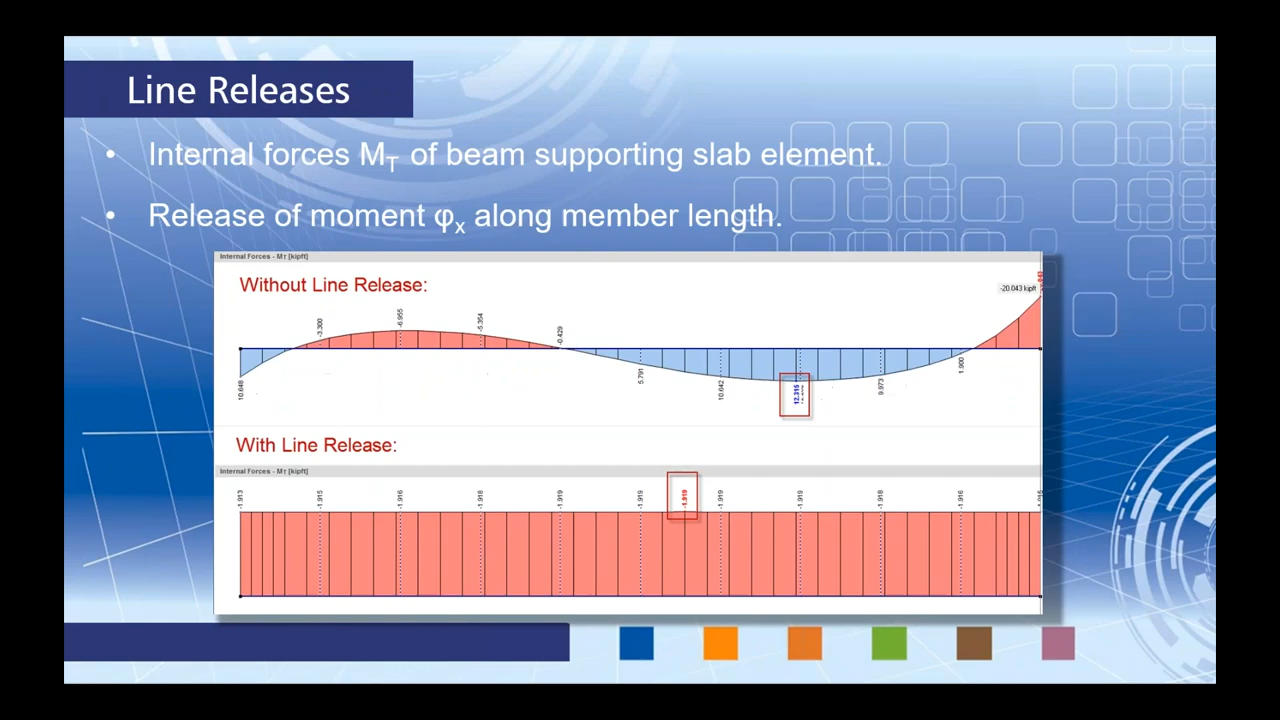 Line Releases
• Internal forces MT of beam supporting slab element.
• Release of moment φx along member length.
Internal Forces - MT [kipft]
Without Line Release:
-20.043 kipft
-3.300
-6.955
-5.354
-0.429
10.648
5.791
10.642
12.315
9.973
1.900
With Line Release:
Internal Forces - MT [kipft]
-1.913
-1.915
-1.916
-1.918
-1.919
-1.919
-1.919
-1.919
-1.919
-1.918
-1.916